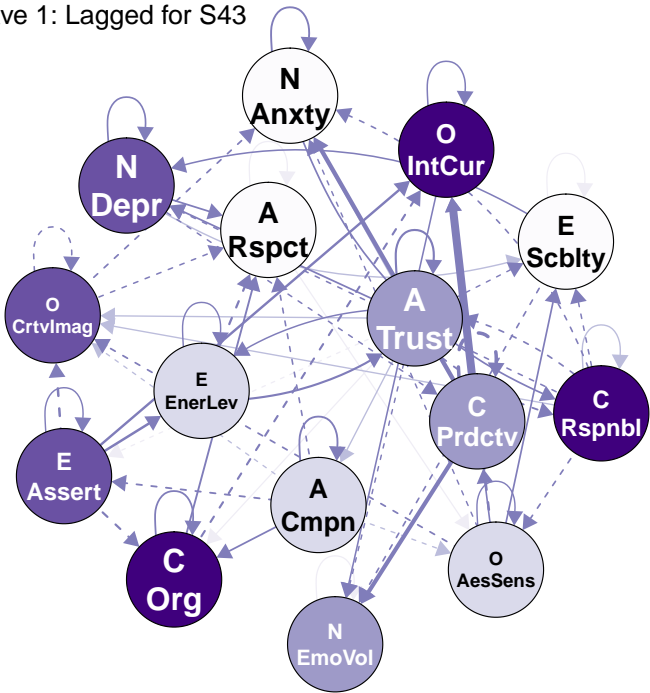 ve 1: Lagged for S43
N
Anxty
O
IntCur
N
Depr
A
Rspct
E
Scblty
O
CrtvImag
A
Trust
E
EnerLev
C
Prdctv
C
Rspnbl
E
Assert
A
Cmpn
C
Org
O
AesSens
N
EmoVol